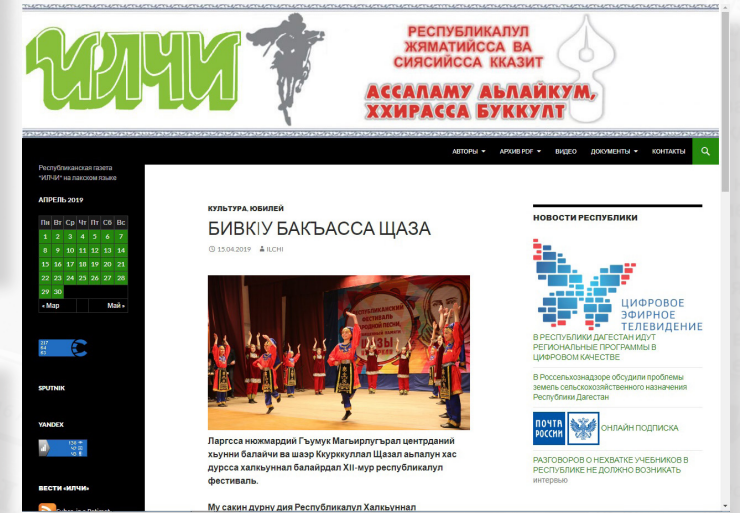 ИЛЧИ
РЕСПУБЛИКАЛУЛ
ЖЯМАТИЙССА ВА
СИЯСИЙССА ККАЗИТ
АССАЛАМУ АЬЛАЙКУМ,
ХХИРАССА БУККУЛТ
АВТОРЫ
АРХИВ PDF
ВИДЕО
ДОКУМЕНТЫ
КОНТАКТЫ
Республиканская газета
"ИЛЧИ" на лакском языке
АПРЕЛЬ 2019
Пн Вт Ср Чт Пт Сб Вс
1 2 3 4 5 6 7
8 9 10 11 12 13 14
15 16 17 18 19 20 21
22 23 24 25 26 27 28
29 30
« Мар Май »
SPUTNIK
YANDEX
ВЕСТИ «ИЛЧИ»
КУЛЬТУРА, ЮБИЛЕЙ
БИВКIУ БАКЪАССА ЩАЗА
15.04.2019 ILCHI
РЕСПУБЛИКАНСКИЙ
ФЕСТИВАЛЬ
Ларгсса нюжмардий Гъумук Магьирлугърал центрданий
хьунни балайчи ва шаэр Ккурккуллал Щазал аьпалун хас
дурсса халкьуннал балайрдал XII-мур республикалул
фестиваль.
Му сакин дурну дия Республикалул Халкьуннал
НОВОСТИ РЕСПУБЛИКИ
ЦИФРОВОЕ
ЭФИРНОЕ
ТЕЛЕВИДЕНИЕ
В РЕСПУБЛИКИ ДАГЕСТАН ИДУТ
РЕГИОНАЛЬНЫЕ ПРОГРАММЫ В
ЦИФРОВОМ КАЧЕСТВЕ
В Россельхознадзоре обсудили проблемы
земель сельскохозяйственного назначения
Республики Дагестан
ПОЧТА
РОССИИ
ОНЛАЙН ПОДПИСКА
РАЗГОВОРОВ О НЕХВАТКЕ УЧЕБНИКОВ В
РЕСПУБЛИКЕ НЕ ДОЛЖНО ВОЗНИКАТЬ
интервью